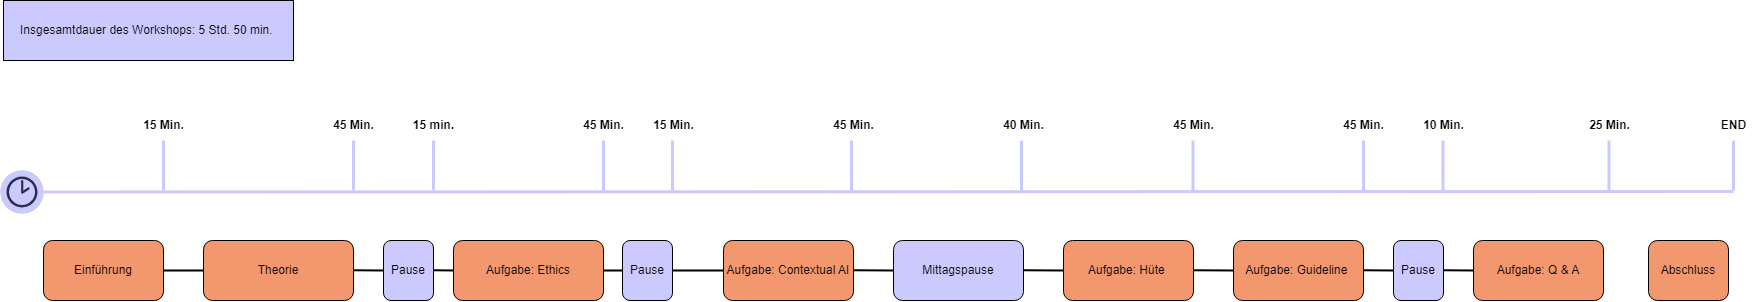 Insgesamtdauer des Workshops: 5 Std. 50 min.
15 Min.
45 Min.
15 min.
45 Min.
15 Min.
45 Min.
40 Min.
45 Min.
45 Min.
10 Min.
25 Min.
END
Einführung
Theorie
Pause
Aufgabe: Ethics
Pause
Aufgabe: Contextual AI
Mittagspause
Aufgabe: Hüte
Aufgabe: Guideline
Pause
Aufgabe: Q & A
Abschluss